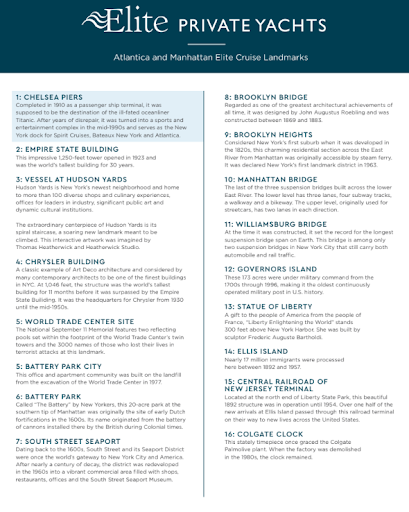 Elite PRIVATE YACHTS
Atlantica and Manhattan Elite Cruise Landmarks
1: CHELSEA PIERS
Completed in 1910 as a passenger ship terminal, it was
supposed to be the destination of the ill-fated oceanliner
Titanic. After years of disrepair, it was turned into a sports and
entertainment complex in the mid-1990s and serves as the New
York dock for Spirit Cruises, Bateaux New York and Atlantica.
2: EMPIRE STATE BUILDING
This impressive 1,250-feet tower opened in 1923 and
was the world's tallest building for 30 years.
3: VESSEL AT HUDSON YARDS
Hudson Yards is New York's newest neighborhood and home
to more than 100 diverse shops and culinary experiences,
offices for leaders in industry, significant public art and
dynamic cultural institutions.
The extraordinary centerpiece of Hudson Yards is its
spiral staircase, a soaring new landmark meant to be
climbed. This interactive artwork was imagined by
Thomas Heatherwick and Heatherwick Studio.
4: CHRYSLER BUILDING
A classic example of Art Deco architecture and considered by
many contemporary architects to be one of the finest buildings
in NYC. At 1,046 feet, the structure was the world's tallest
building for 11 months before it was surpassed by the Empire
State Building. It was the headquarters for Chrysler from 1930
until the mid-1950s.
5: WORLD TRADE CENTER SITE
The National September 11 Memorial features two reflecting
pools set within the footprint of the World Trade Center's twin
towers and the 3000 names of those who lost their lives in
terrorist attacks at this landmark.
5: BATTERY PARK CITY
This office and apartment community was built on the landfill
from the excavation of the World Trade Center in 1977.
6: BATTERY PARK
Called "The Battery" by New Yorkers, this 20-acre park at the
southern tip of Manhattan was originally the site of early Dutch
fortifications in the 1600s. Its name originated from the battery
of cannons installed there by the British during Colonial times.
7: SOUTH STREET SEAPORT
Dating back to the 1600s, South Street and its Seaport District
were once the world's gateway to New York City and America.
After nearly a century of decay, the district was redeveloped
in the 1960s into a vibrant commercial area filled with shops,
restaurants, offices and the South Street Seaport Museum.
8: BROOKLYN BRIDGE
Regarded as one of the greatest architectural achievements of
all time, it was designed by John Augustus Roebling and was
constructed between 1869 and 1883.
9: BROOKLYN HEIGHTS
Considered New York's first suburb when it was developed in
the 1820s, this charming residential section across the East
River from Manhattan was originally accessible by steam ferry.
It was declared New York's first landmark district in 1963.
10: MANHATTAN BRIDGE
The last of the three suspension bridges built across the lower
East River. The lower level has three lanes, four subway tracks,
a walkway and a bikeway. The upper level, originally used for
streetcars, has two lanes in each direction.
11: WILLIAMSBURG BRIDGE
At the time it was constructed, it set the record for the longest
suspension bridge span on Earth. This bridge is among only
two suspension bridges in New York City that still carry both
automobile and rail traffic.
12: GOVERNORS ISLAND
These 173 acres were under military command from the
1700s through 1996, making it the oldest continuously
operated military post in U.S. history.
13: STATUE OF LIBERTY
A gift to the people of America from the people of
France, "Liberty Enlightening the World" stands
300 feet above New York Harbor. She was built by
sculptor Frederic Auguste Bartholdi.
14: ELLIS ISLAND
Nearly 17 million immigrants were processed
here between 1892 and 1957.
15: CENTRAL RAILROAD OF
NEW JERSEY TERMINAL
Located at the north end of Liberty State Park, this beautiful
1892 structure was in operation until 1954. Over one half of the
new arrivals at Ellis Island passed through this railroad terminal
on their way to new lives across the United States.
16: COLGATE CLOCK
This stately timepiece once graced the Colgate
Palmolive plant. When the factory was demolished
in the 1980s, the clock remained.